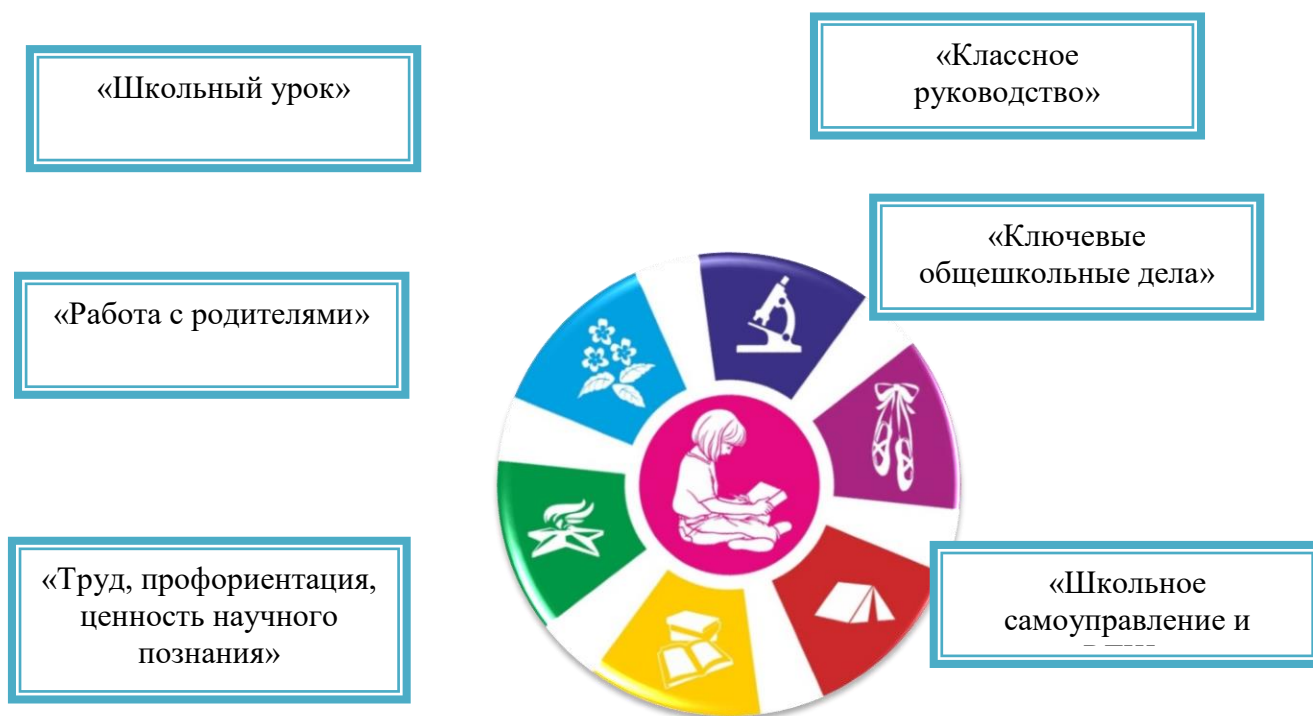 «Школьный урок»
«Классное
руководство»
«Ключевые
общешкольные дела»
«Работа с родителями»
«Труд, профориентация,
ценность научного
познания»
«Школьное
самоуправление и